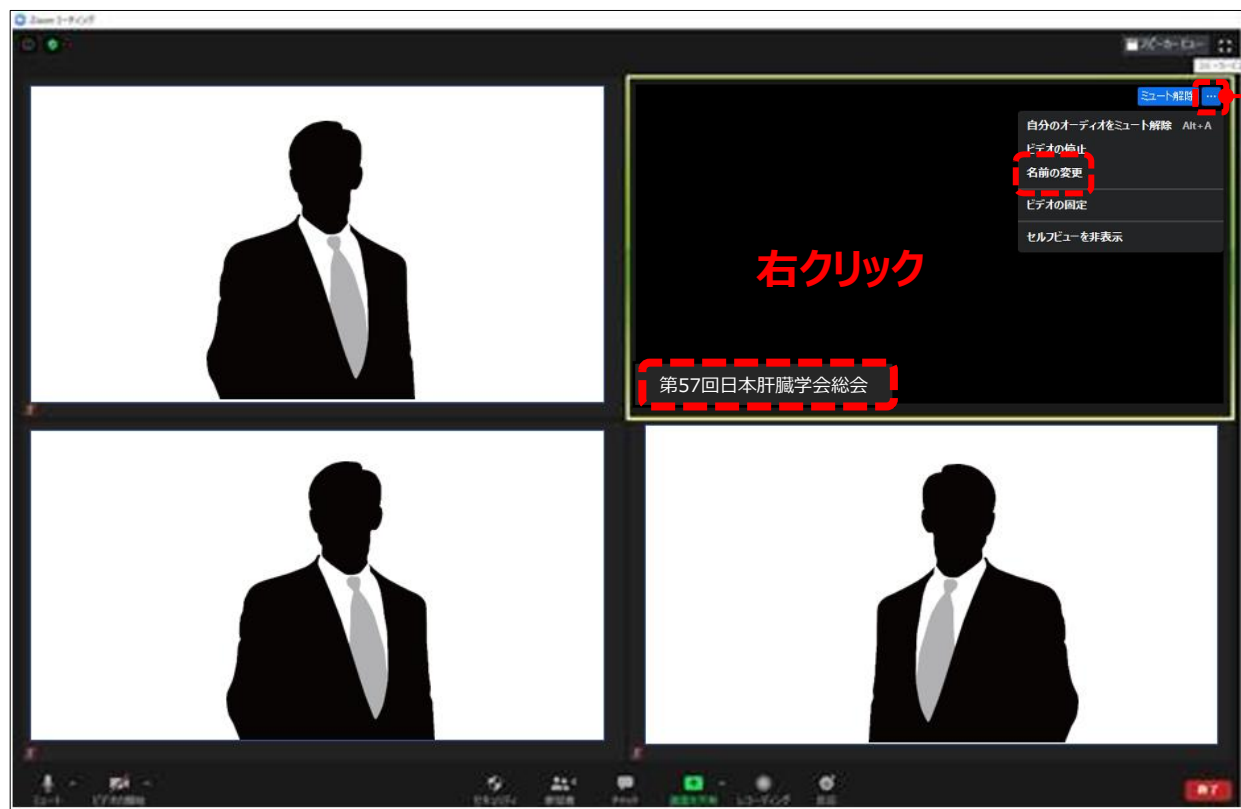 Zoom ミーティング
スピーカービュー
ミュート解除 ...
自分のオーディオをミュート解除 Alt+A
ビデオの停止
名前の変更
ビデオの固定
セルフビューを非表示
右クリック
第57回日本肝臓学会総会
ミュート ビデオの開始 セキュリティ 参加者 チャット 画面を共有 レコーディング 反応 終了